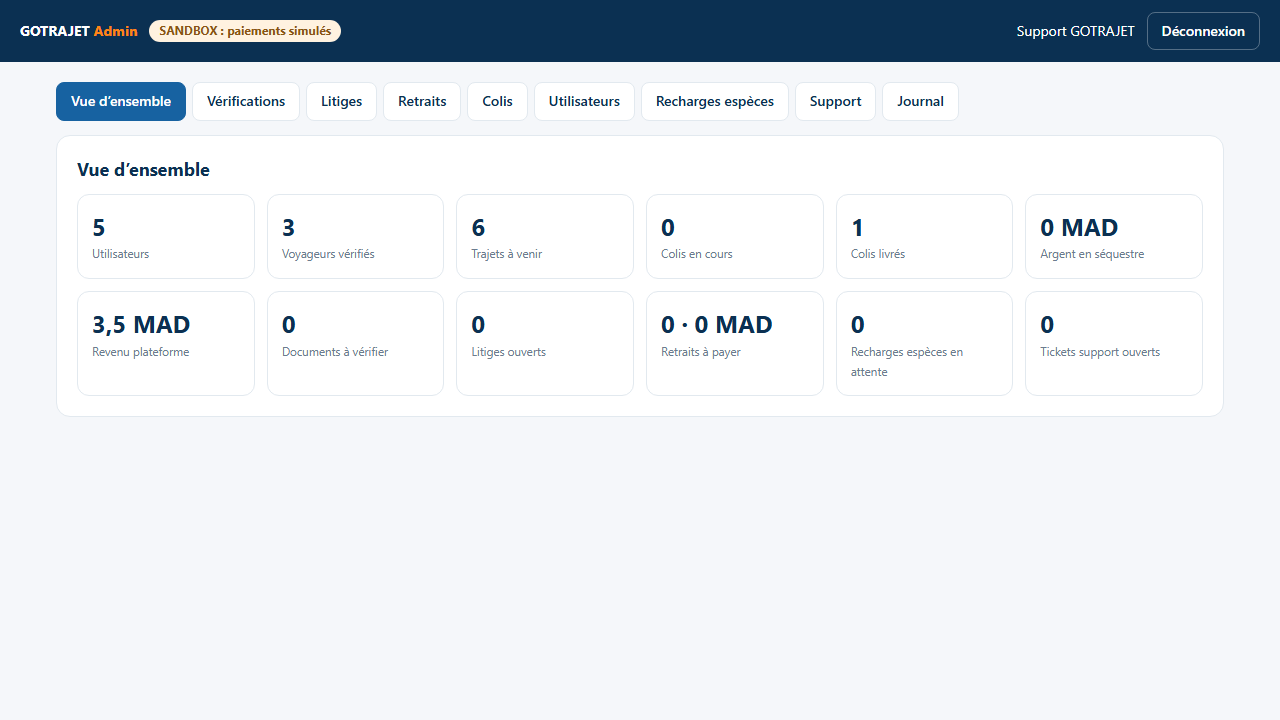 GOTRAJET Admin
SANDBOX : paiements simulés
Support GOTRAJET
Déconnexion
Vue d’ensemble
Vérifications
Litiges
Retraits
Colis
Utilisateurs
Recharges espèces
Support
Journal
Vue d’ensemble
5
Utilisateurs
3
Voyageurs vérifiés
6
Trajets à venir
0
Colis en cours
1
Colis livrés
0 MAD
Argent en séquestre
3,5 MAD
Revenu plateforme
0
Documents à vérifier
0
Litiges ouverts
0 · 0 MAD
Retraits à payer
0
Recharges espèces en
attente
0
Tickets support ouverts